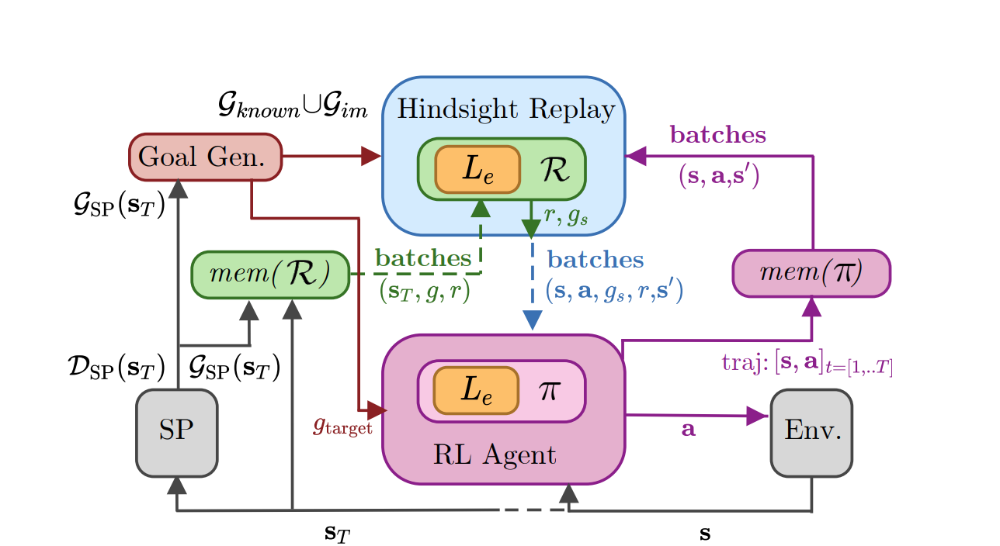 𝒢known∪𝒢im
Hindsight Replay
Goal Gen.
Le ℛ
batches
(s, a,s′)
𝒢SP(sT)
r, gs
mem(ℛ)
batches
(sT, g, r)
batches
(s, a, gs, r,s′)
mem(π)
𝒟SP(sT) 𝒢SP(sT)
traj: [s, a]t=[1,..T]
SP
gtarget
Le π
RL Agent
a
Env.
sT
s